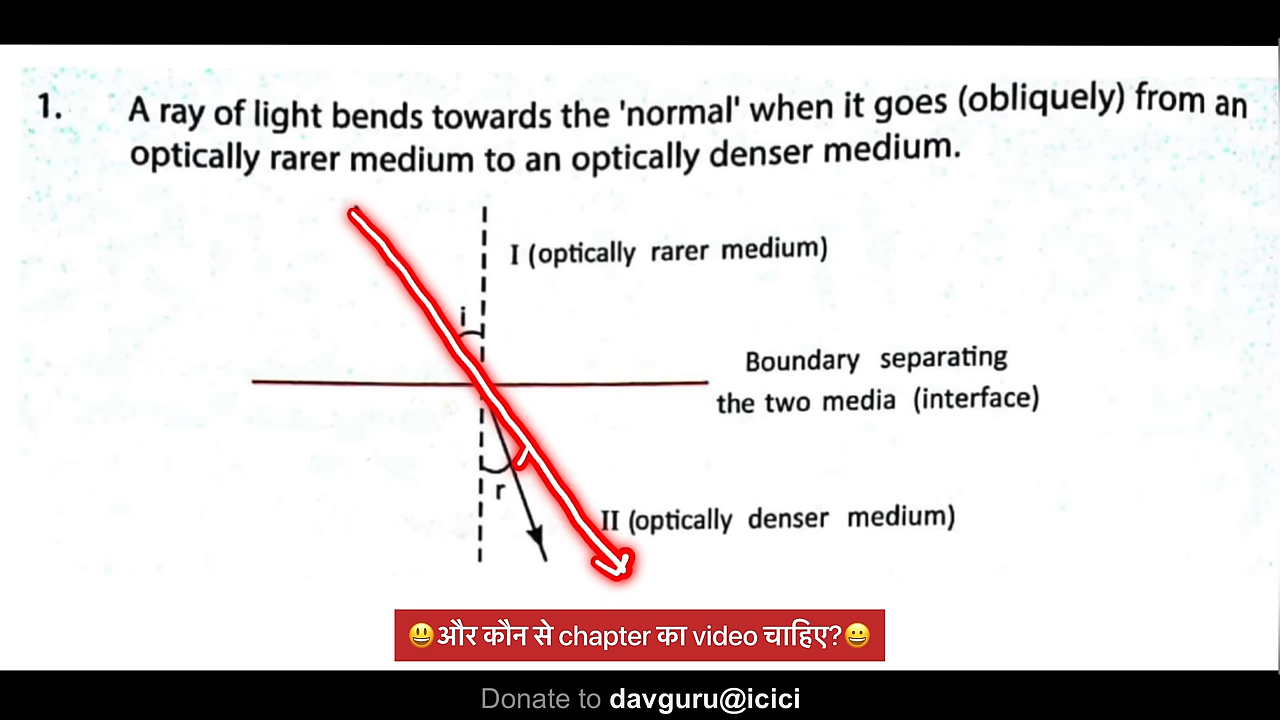 1. A ray of light bends towards the 'normal' when it goes (obliquely) from an
optically rarer medium to an optically denser medium.
I (optically rarer medium)
i
Boundary separating
the two media (interface)
r
II (optically denser medium)
😃और कौन से chapter का video चाहिए?😀
Donate to davguru@icici